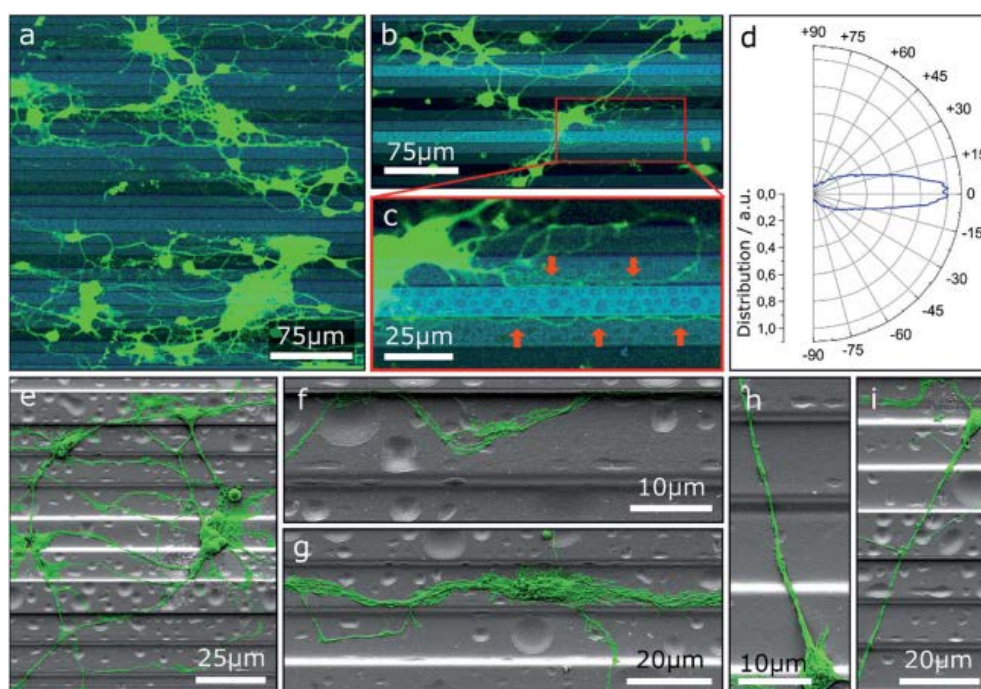 a
75µm
b
75µm
c
25µm
d
+90
+75
+60
+45
+30
+15
0
-15
-30
-45
-60
-75
-90
0,0
0,2
0,4
0,6
0,8
1,0
Distribution / a.u.
e
25µm
f
10µm
g
20µm
h
10µm
i
20µm